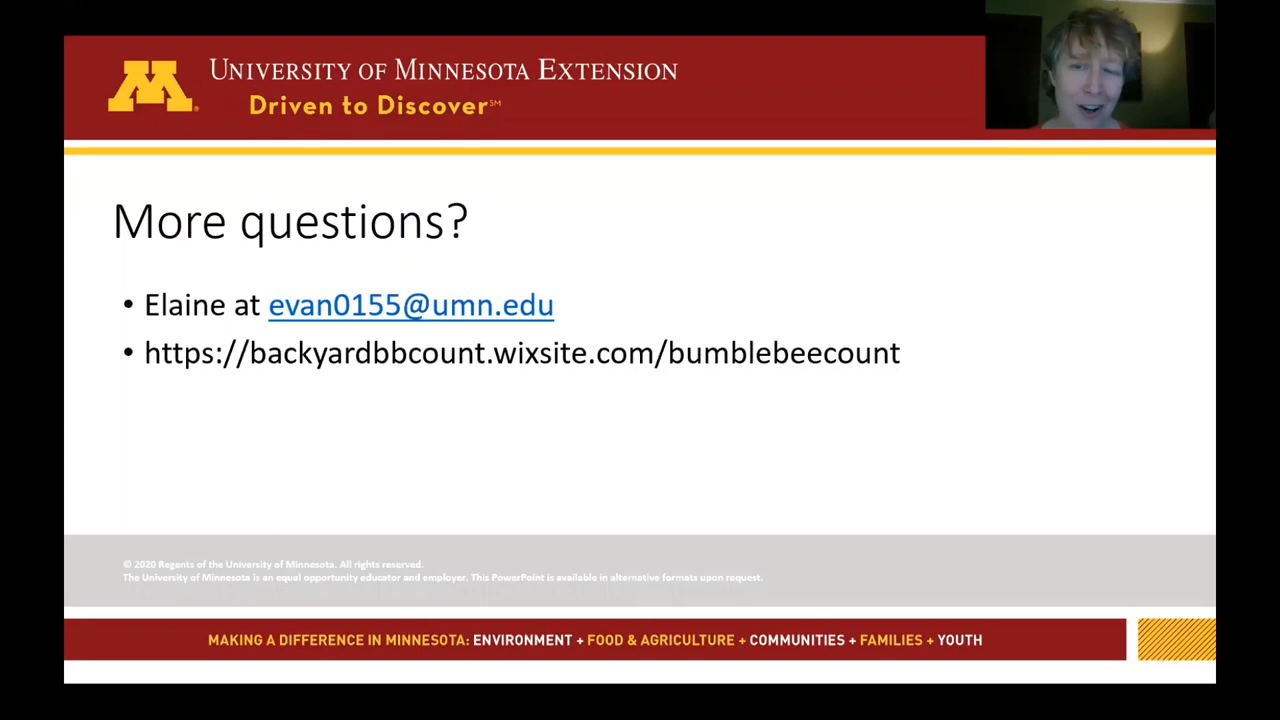 UNIVERSITY OF MINNESOTA EXTENSION
Driven to Discover℠
More questions?
• Elaine at evan0155@umn.edu
• https://backyardbbcount.wixsite.com/bumblebeecount
© 2020 Regents of the University of Minnesota. All rights reserved.
The University of Minnesota is an equal opportunity educator and employer. This PowerPoint is available in alternative formats upon request.
MAKING A DIFFERENCE IN MINNESOTA: ENVIRONMENT + FOOD & AGRICULTURE + COMMUNITIES + FAMILIES + YOUTH